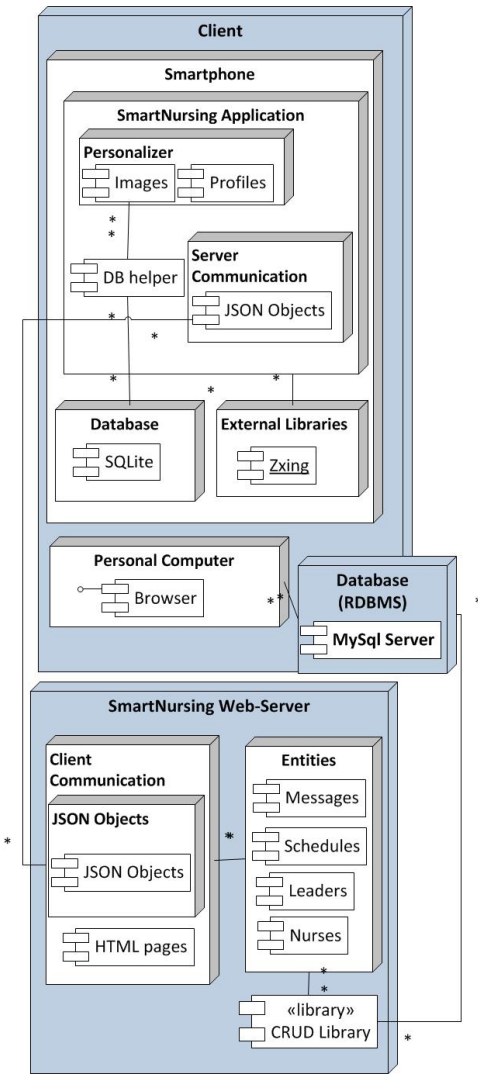 Client
Smartphone
SmartNursing Application
Personalizer
Images
Profiles
*
*
DB helper
Server
Communication
JSON Objects
*
*
*
*
*
Database
SQLite
External Libraries
Zxing
Personal Computer
Browser
*
*
Database
(RDBMS)
MySql Server
*
SmartNursing Web-Server
Client
Communication
JSON Objects
JSON Objects
HTML pages
*
*
*
Entities
Messages
Schedules
Leaders
Nurses
*
*
«library»
CRUD Library
*